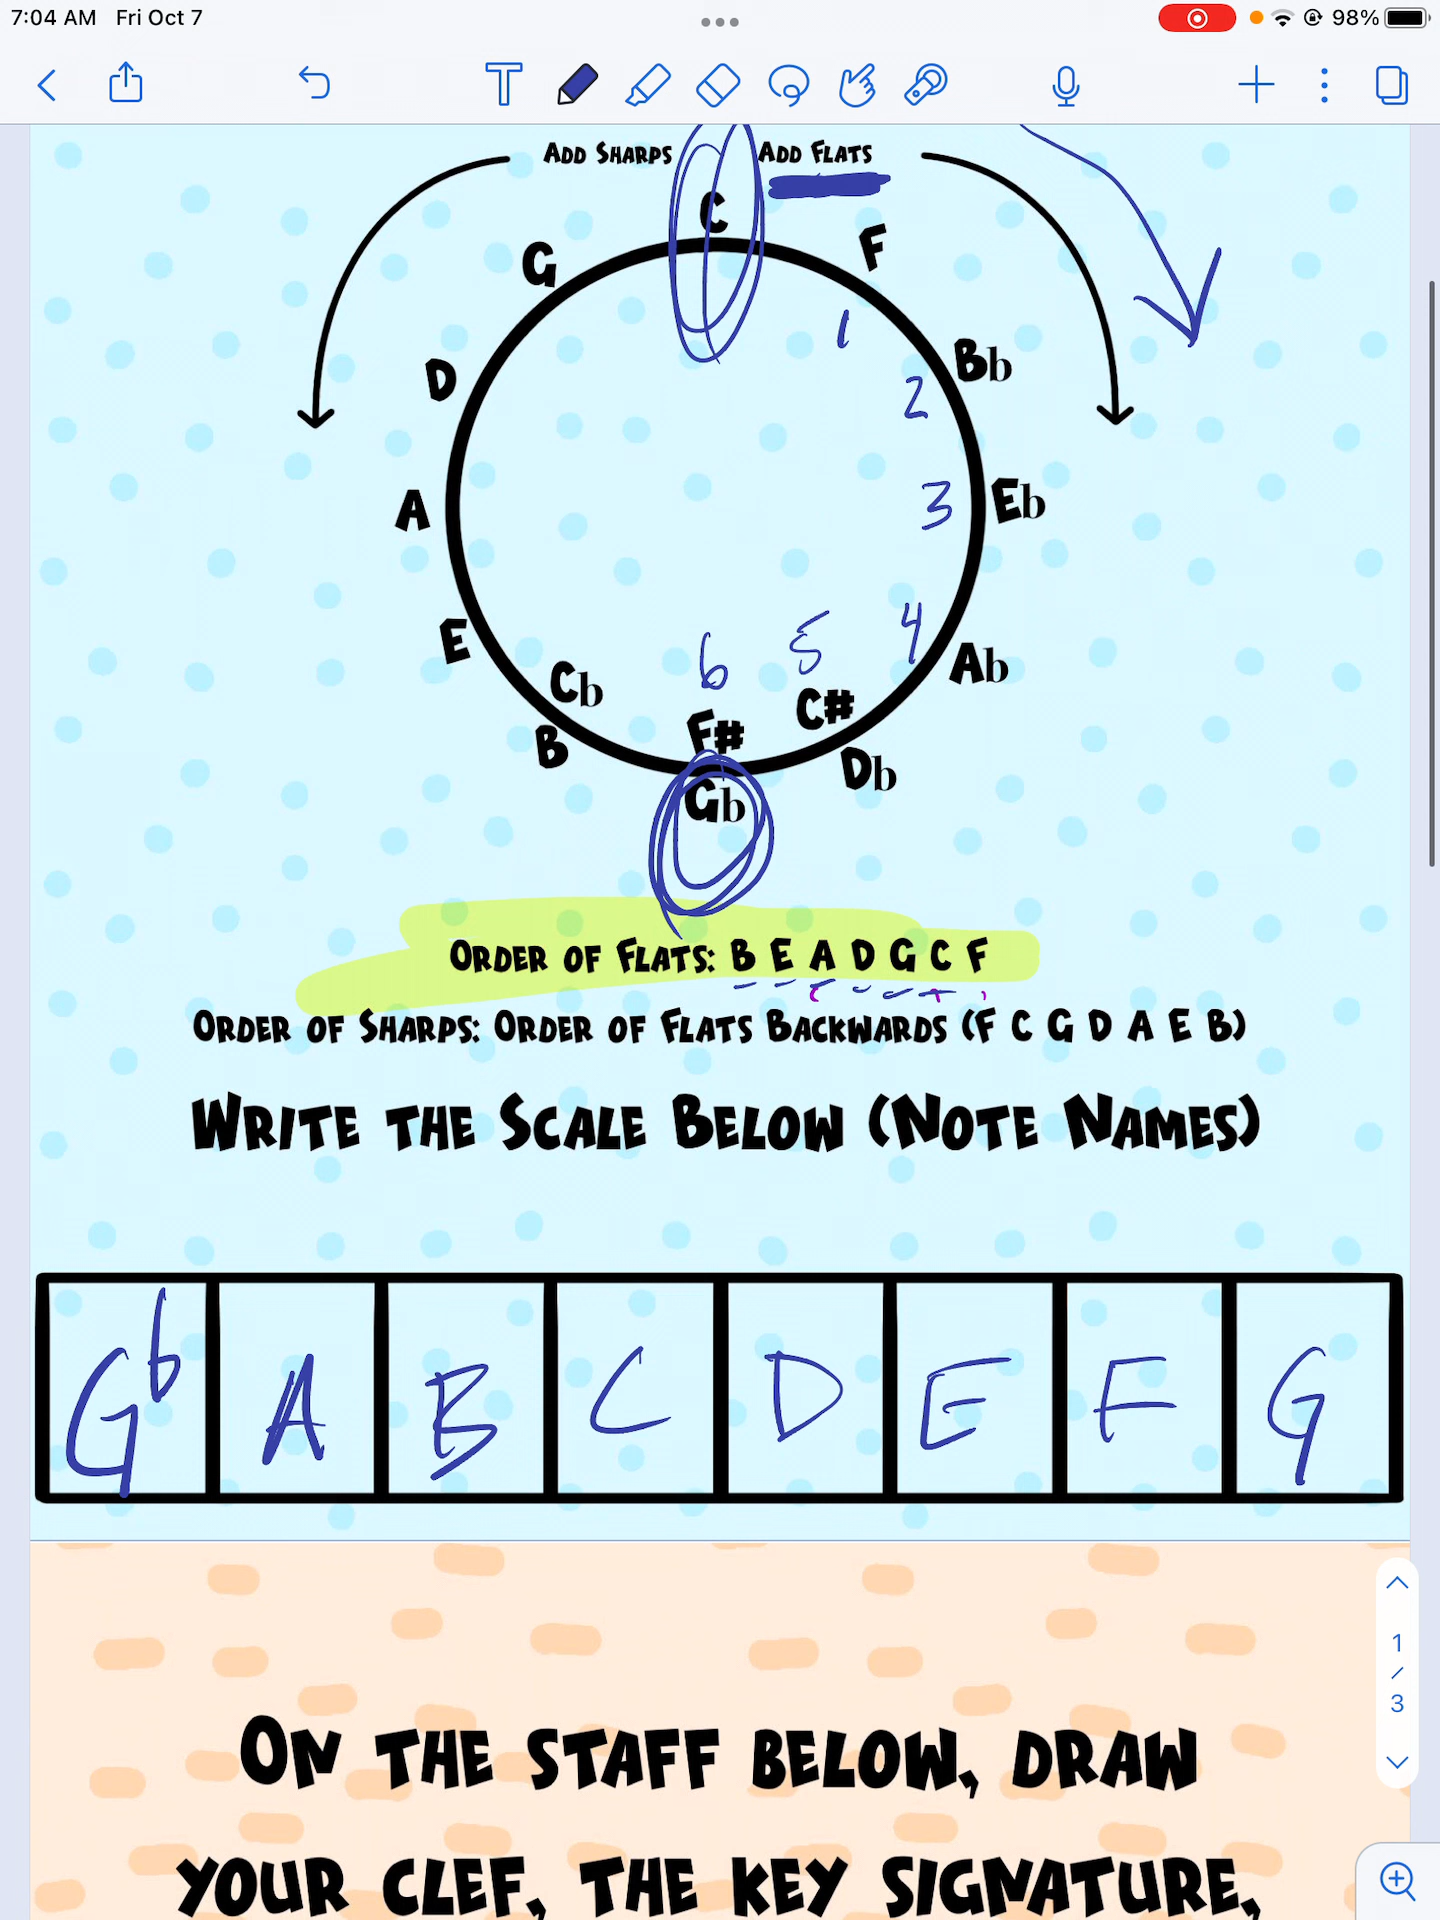 7:04 AM Fri Oct 7
98%
Add Sharps Add Flats
C
G F
1
D Bb
2
A 3 Eb
E 6 5 4 Ab
Cb F# C#
B Gb Db
Order of Flats: B E A D G C F
Order of Sharps: Order of Flats Backwards (F C G D A E B)
Write the Scale Below (Note Names)
Gb A B C D E F G
1
/
3
On the staff below, draw
your clef, the key signature,